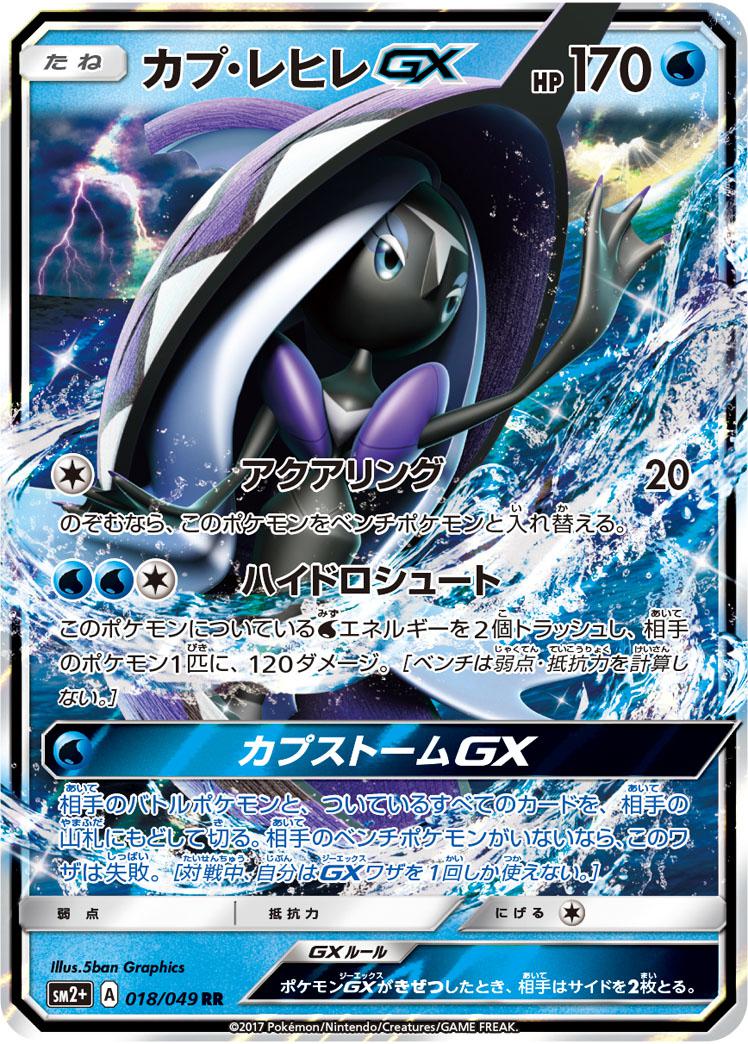 たね カプ・レヒレGX HP170
アクアリング 20
のぞむなら、このポケモンをベンチポケモンと入れ替える。
ハイドロシュート
このポケモンについている エネルギーを2個トラッシュし、相手
のポケモン1匹に、120ダメージ。[ベンチは弱点・抵抗力を計算し
ない。]
カプストームGX
相手のバトルポケモンと、ついているすべてのカードを、相手の
山札にもどして切る。相手のベンチポケモンがいないなら、このワ
ザは失敗。[対戦中、自分はGXワザを1回しか使えない。]
弱点 抵抗力 にげる
Illus.5ban Graphics
GXルール
ポケモンGXがきぜつしたとき、相手はサイドを2枚とる。
SM2+ A 018/049 RR
©2017 Pokémon/Nintendo/Creatures/GAME FREAK.